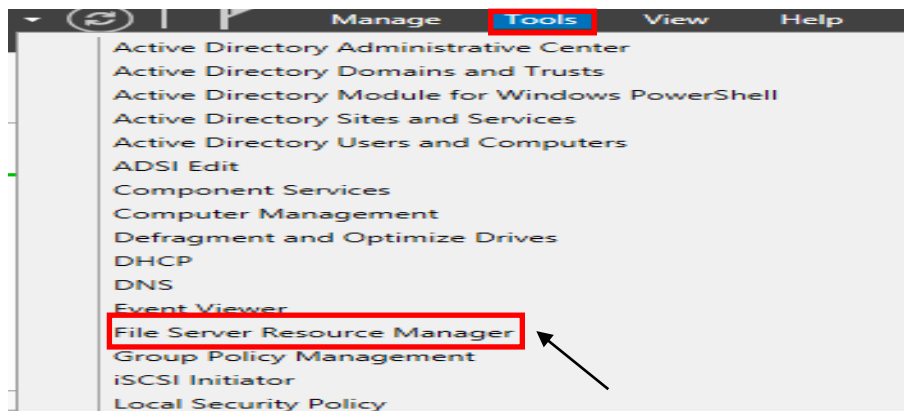 Manage Tools View Help
Active Directory Administrative Center
Active Directory Domains and Trusts
Active Directory Module for Windows PowerShell
Active Directory Sites and Services
Active Directory Users and Computers
ADSI Edit
Component Services
Computer Management
Defragment and Optimize Drives
DHCP
DNS
Event Viewer
File Server Resource Manager
Group Policy Management
iSCSI Initiator
Local Security Policy